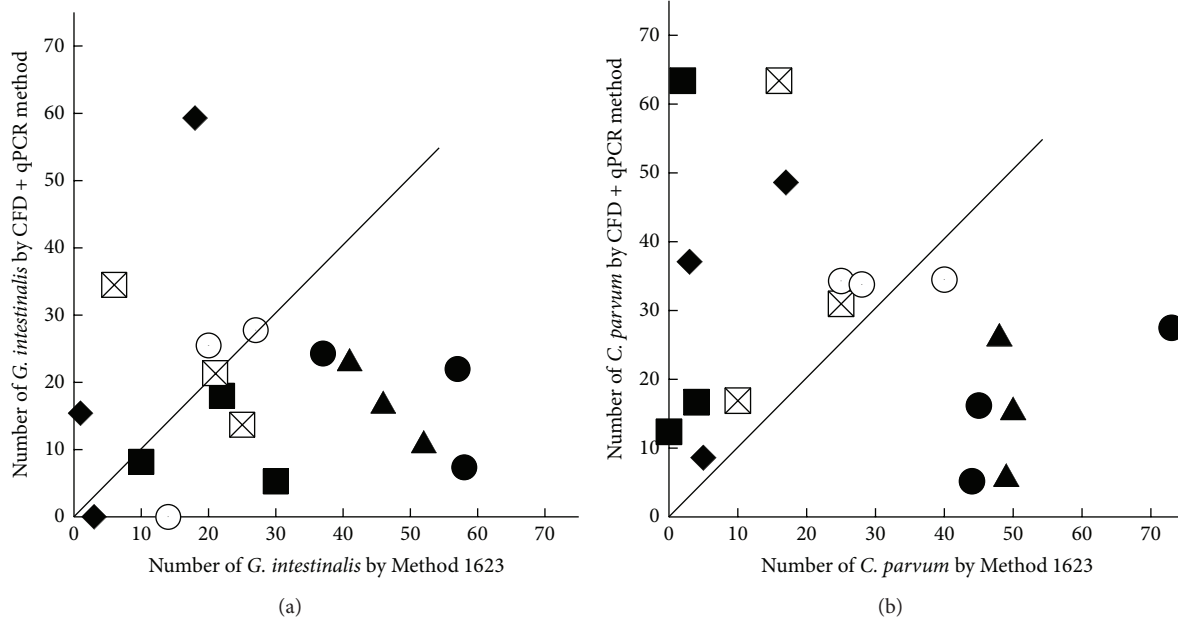 Number of G. intestinalis by CFD + qPCR method
70
60
50
40
30
20
10
0
0 10 20 30 40 50 60 70
Number of G. intestinalis by Method 1623
(a)
Number of C. parvum by CFD + qPCR method
70
60
50
40
30
20
10
0
0 10 20 30 40 50 60 70
Number of C. parvum by Method 1623
(b)